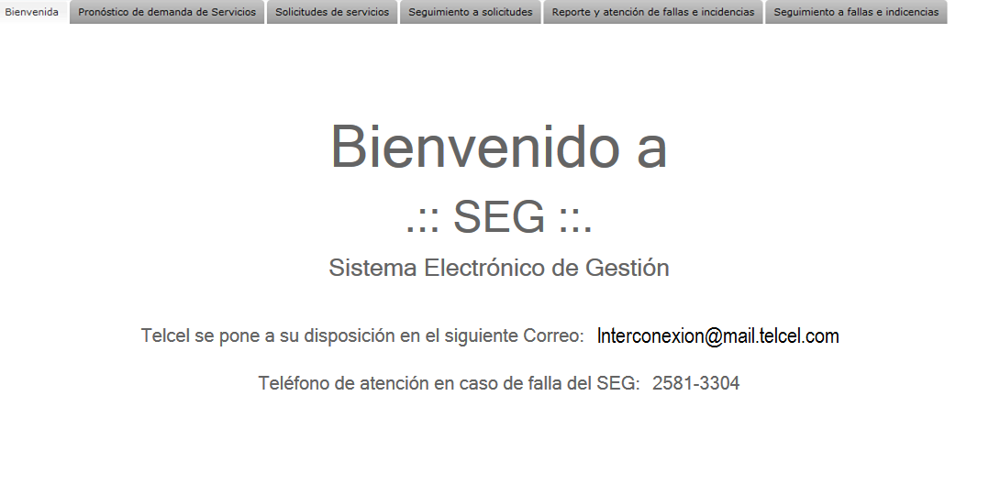 Bienvenida Pronóstico de demanda de Servicios Solicitudes de servicios Seguimiento a solicitudes Reporte y atención de fallas e incidencias Seguimiento a fallas e indicencias
Bienvenido a
.:: SEG ::.
Sistema Electrónico de Gestión
Telcel se pone a su disposición en el siguiente Correo: Interconexion@mail.telcel.com
Teléfono de atención en caso de falla del SEG: 2581-3304